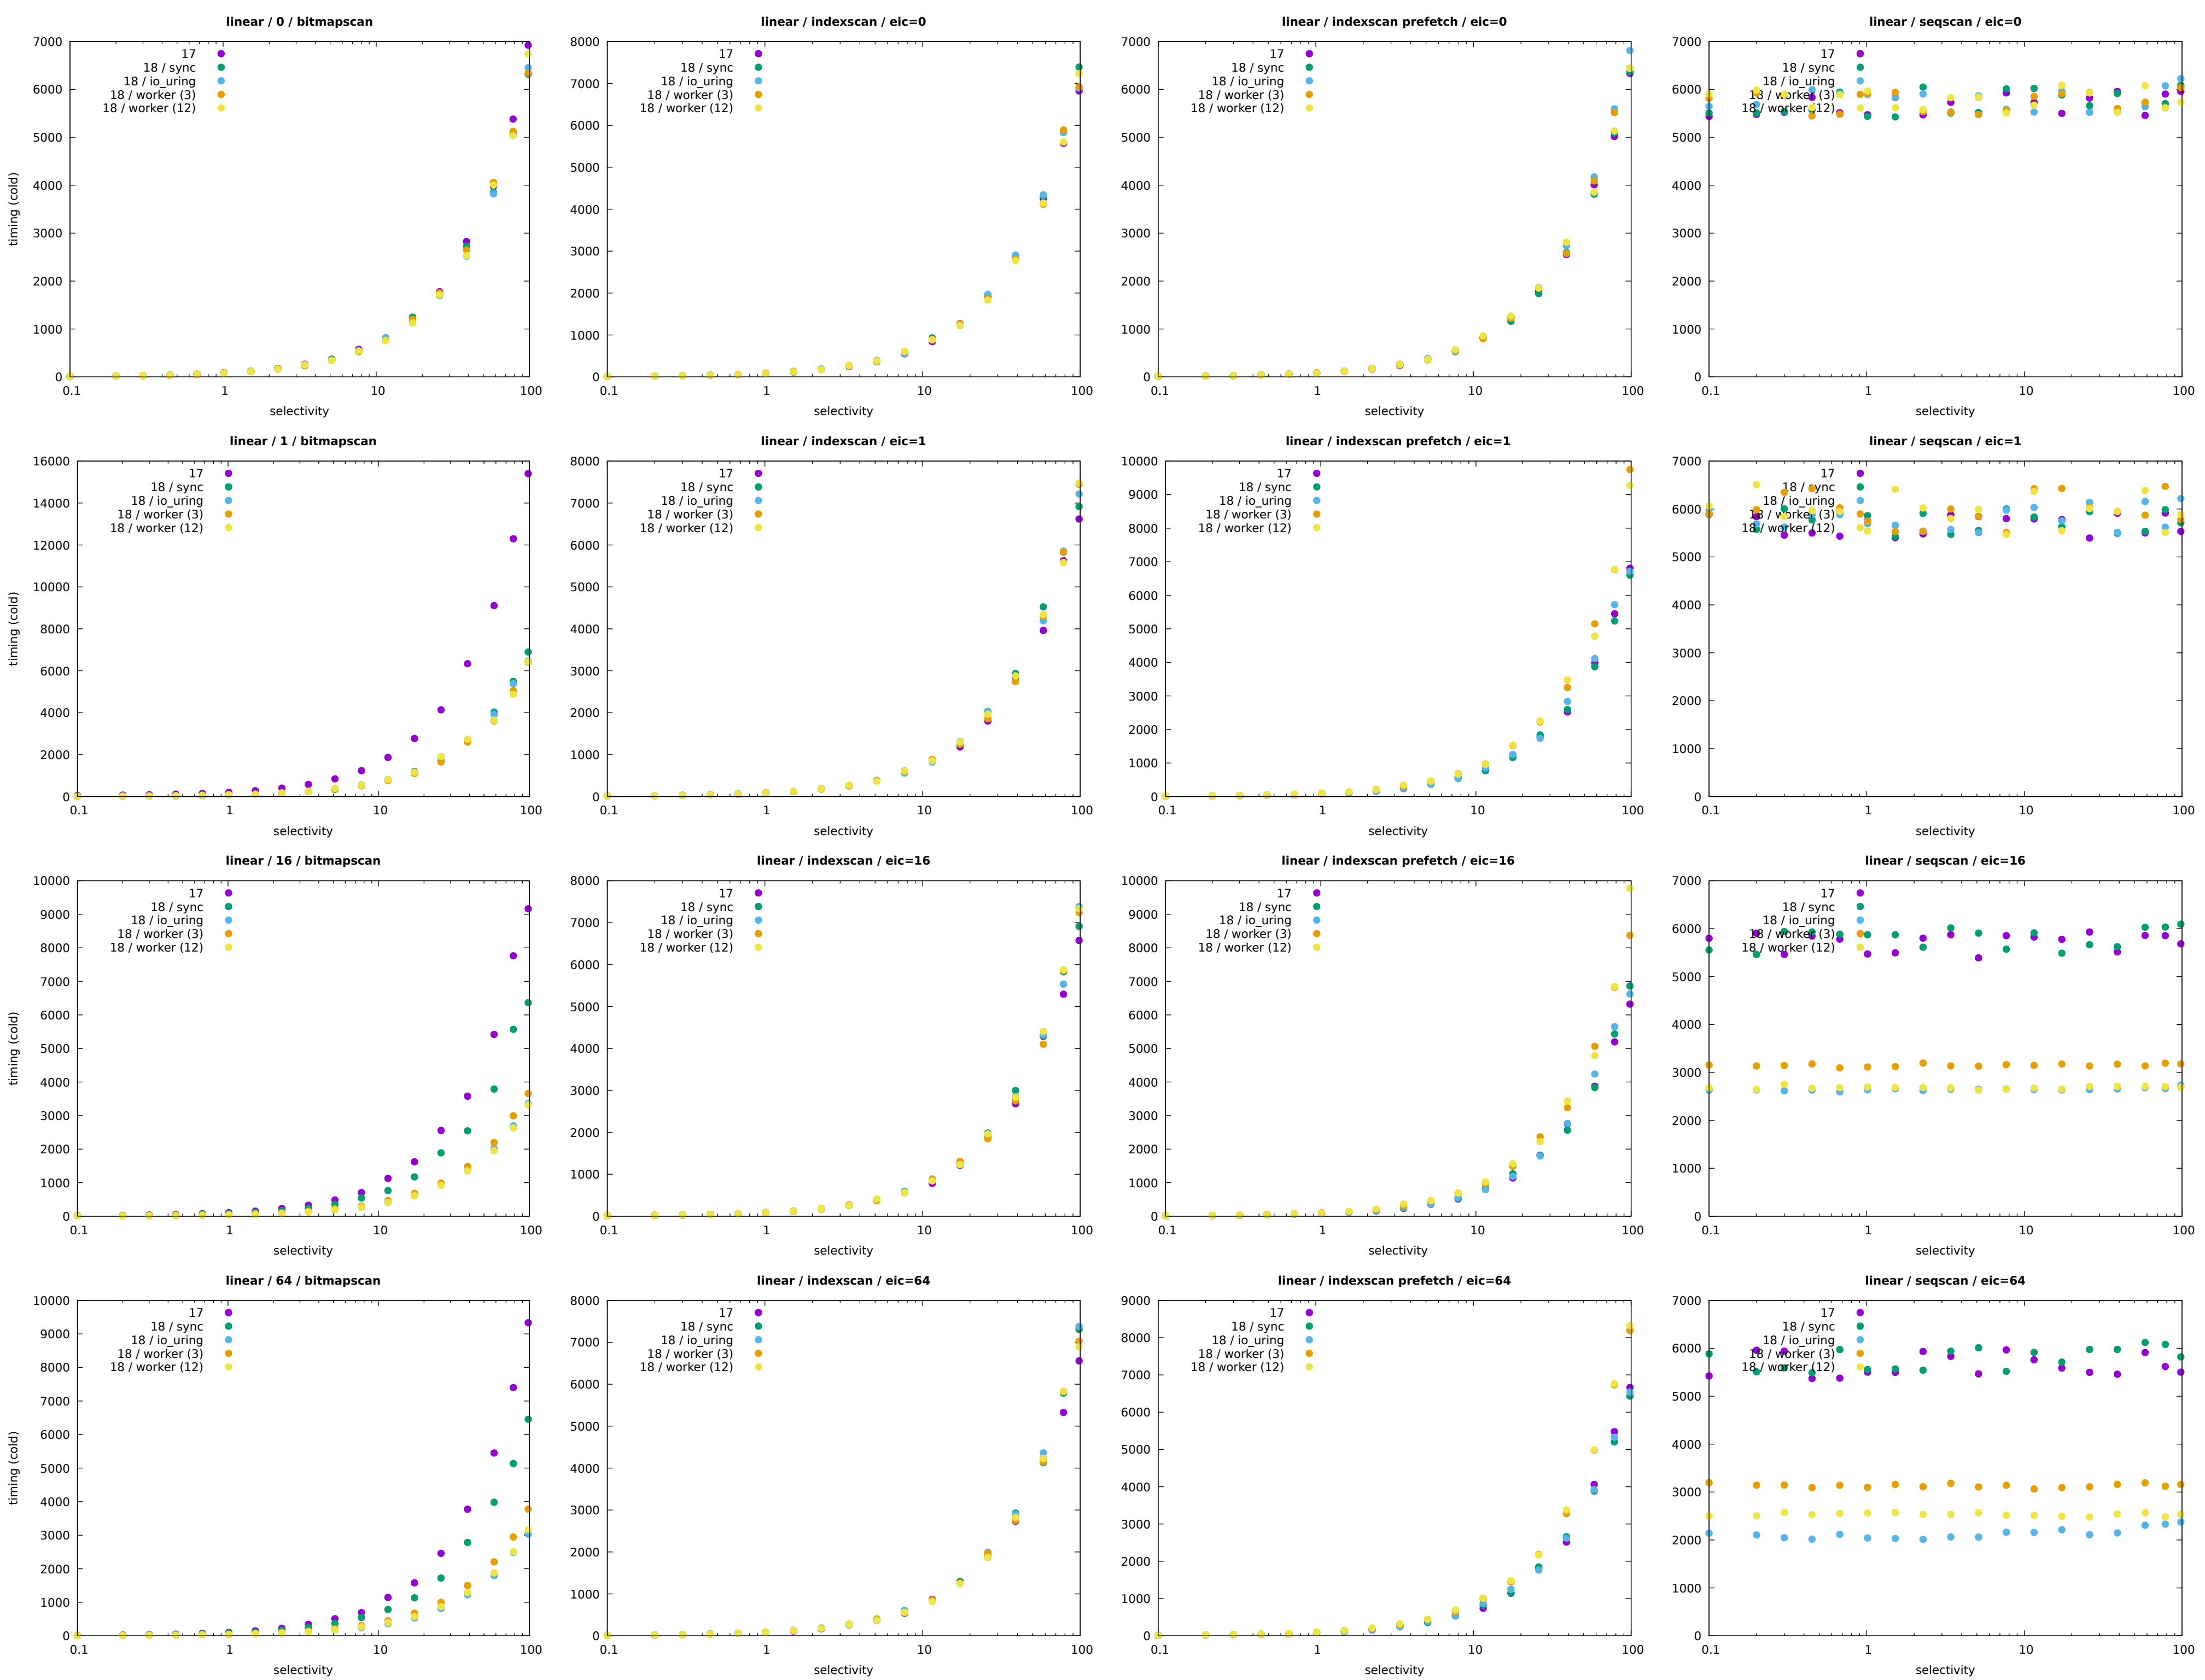 linear / 0 / bitmapscan
timing (cold)
7000
6000
5000
4000
3000
2000
1000
0
17
18 / sync
18 / io_uring
18 / worker (3)
18 / worker (12)
0.1 1 10 100
selectivity
linear / indexscan / eic=0
8000
7000
6000
5000
4000
3000
2000
1000
0
17
18 / sync
18 / io_uring
18 / worker (3)
18 / worker (12)
0.1 1 10 100
selectivity
linear / indexscan prefetch / eic=0
7000
6000
5000
4000
3000
2000
1000
0
17
18 / sync
18 / io_uring
18 / worker (3)
18 / worker (12)
0.1 1 10 100
selectivity
linear / seqscan / eic=0
7000
6000
5000
4000
3000
2000
1000
0
17
18 / sync
18 / io_uring
18 / worker (3)
18 / worker (12)
0.1 1 10 100
selectivity
linear / 1 / bitmapscan
timing (cold)
16000
14000
12000
10000
8000
6000
4000
2000
0
17
18 / sync
18 / io_uring
18 / worker (3)
18 / worker (12)
0.1 1 10 100
selectivity
linear / indexscan / eic=1
8000
7000
6000
5000
4000
3000
2000
1000
0
17
18 / sync
18 / io_uring
18 / worker (3)
18 / worker (12)
0.1 1 10 100
selectivity
linear / indexscan prefetch / eic=1
10000
9000
8000
7000
6000
5000
4000
3000
2000
1000
0
17
18 / sync
18 / io_uring
18 / worker (3)
18 / worker (12)
0.1 1 10 100
selectivity
linear / seqscan / eic=1
7000
6000
5000
4000
3000
2000
1000
0
17
18 / sync
18 / io_uring
18 / worker (3)
18 / worker (12)
0.1 1 10 100
selectivity
linear / 16 / bitmapscan
timing (cold)
10000
9000
8000
7000
6000
5000
4000
3000
2000
1000
0
17
18 / sync
18 / io_uring
18 / worker (3)
18 / worker (12)
0.1 1 10 100
selectivity
linear / indexscan / eic=16
8000
7000
6000
5000
4000
3000
2000
1000
0
17
18 / sync
18 / io_uring
18 / worker (3)
18 / worker (12)
0.1 1 10 100
selectivity
linear / indexscan prefetch / eic=16
10000
9000
8000
7000
6000
5000
4000
3000
2000
1000
0
17
18 / sync
18 / io_uring
18 / worker (3)
18 / worker (12)
0.1 1 10 100
selectivity
linear / seqscan / eic=16
7000
6000
5000
4000
3000
2000
1000
0
17
18 / sync
18 / io_uring
18 / worker (3)
18 / worker (12)
0.1 1 10 100
selectivity
linear / 64 / bitmapscan
timing (cold)
10000
9000
8000
7000
6000
5000
4000
3000
2000
1000
0
17
18 / sync
18 / io_uring
18 / worker (3)
18 / worker (12)
0.1 1 10 100
selectivity
linear / indexscan / eic=64
8000
7000
6000
5000
4000
3000
2000
1000
0
17
18 / sync
18 / io_uring
18 / worker (3)
18 / worker (12)
0.1 1 10 100
selectivity
linear / indexscan prefetch / eic=64
9000
8000
7000
6000
5000
4000
3000
2000
1000
0
17
18 / sync
18 / io_uring
18 / worker (3)
18 / worker (12)
0.1 1 10 100
selectivity
linear / seqscan / eic=64
7000
6000
5000
4000
3000
2000
1000
0
17
18 / sync
18 / io_uring
18 / worker (3)
18 / worker (12)
0.1 1 10 100
selectivity